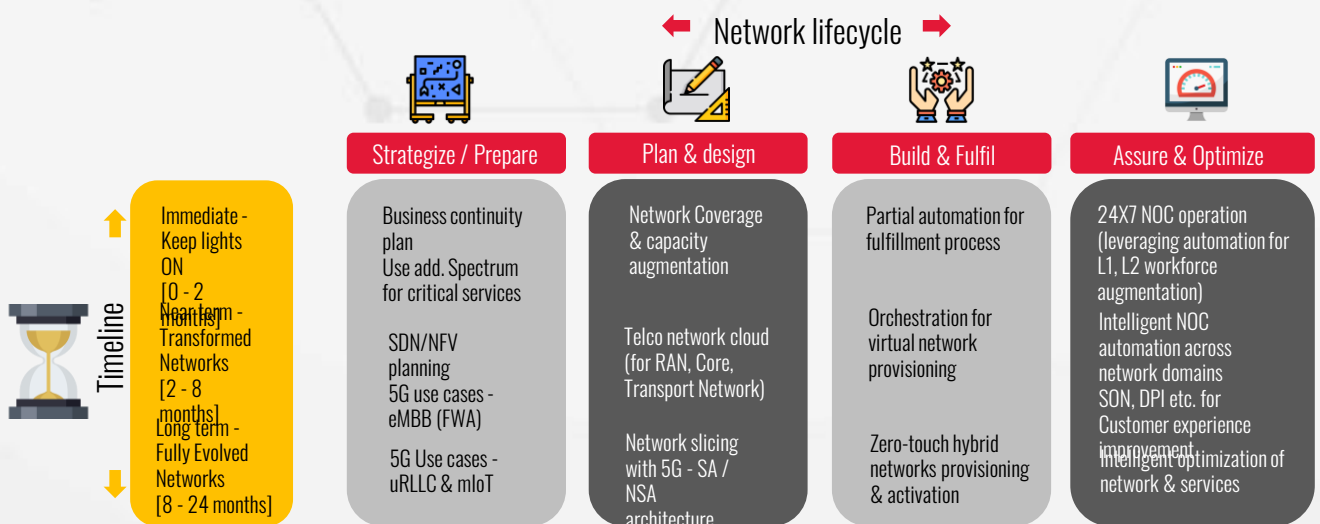 Network lifecycle
Strategize / Prepare
Plan & design
Build & Fulfil
Assure & Optimize
Timeline
Immediate -
Keep lights
ON
[0 - 2
months]
Near term -
Transformed
Networks
[2 - 8
months]
Long term -
Fully Evolved
Networks
[8 - 24 months]
Business continuity
plan
Use add. Spectrum
for critical services
SDN/NFV
planning
5G use cases -
eMBB (FWA)
5G Use cases -
uRLLC & mIoT
Network Coverage
& capacity
augmentation
Telco network cloud
(for RAN, Core,
Transport Network)
Network slicing
with 5G - SA /
NSA
architecture
Partial automation for
fulfillment process
Orchestration for
virtual network
provisioning
Zero-touch hybrid
networks provisioning
& activation
24X7 NOC operation
(leveraging automation for
L1, L2 workforce
augmentation)
Intelligent NOC
automation across
network domains
SON, DPI etc. for
Customer experience
improvement
Intelligent optimization of
network & services